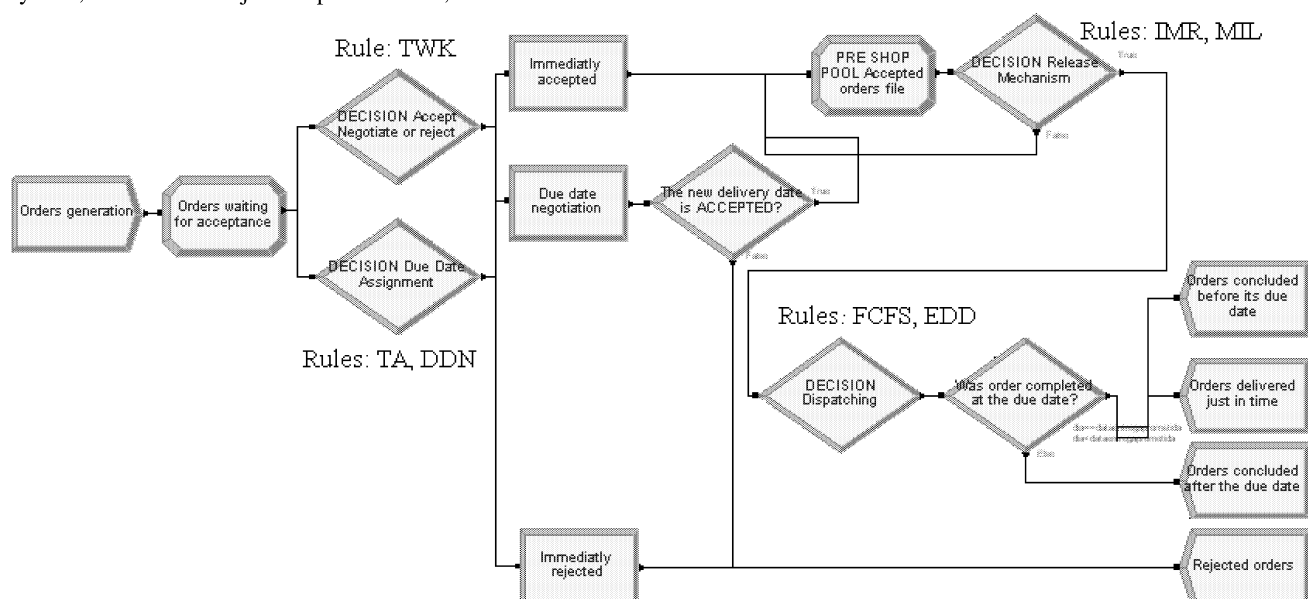 Rule: TWK
Rules: IMR, MIL
Immediatly
accepted
PRE SHOP
POOL Accepted
orders file
DECISION Release
Mechanism
True
False
DECISION Accept
Negotiate or reject
Orders generation
Orders waiting
for acceptance
Due date
negotiation
The new delivery date
is ACCEPTED?
True
False
DECISION Due Date
Assignment
Rules: TA, DDN
Rules: FCFS, EDD
DECISION
Dispatching
Was order completed
at the due date?
Else
Orders concluded
before its due
date
Orders delivered
just in time
Orders concluded
after the due date
Immediatly
rejected
Rejected orders